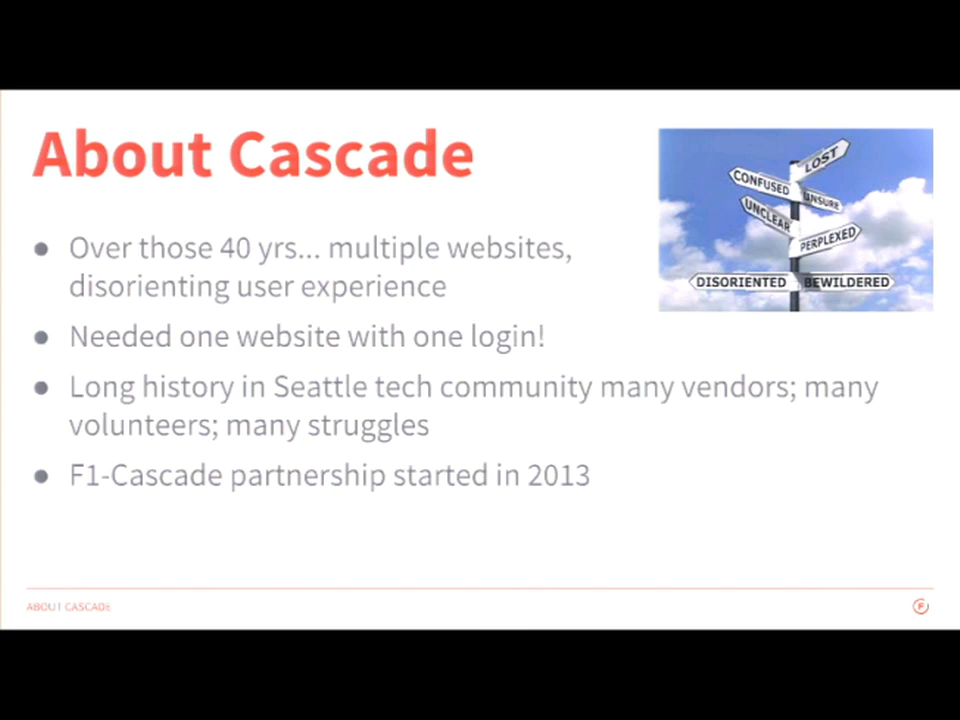 About Cascade
LOST
CONFUSED
UNSURE
UNCLEAR
PERPLEXED
DISORIENTED BEWILDERED
● Over those 40 yrs... multiple websites,
disorienting user experience
● Needed one website with one login!
● Long history in Seattle tech community many vendors; many
volunteers; many struggles
● F1-Cascade partnership started in 2013
ABOUT CASCADE
F